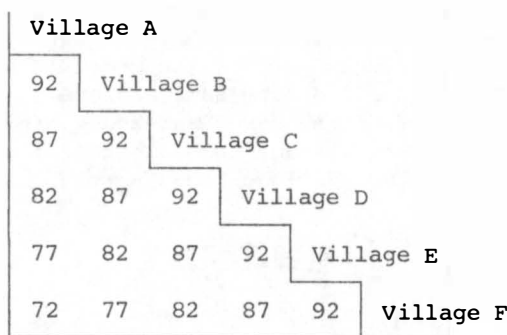 Village A
92 Village B
87 92 Village C
82 87 92 Village D
77 82 87 92 Village E
72 77 82 87 92 Village F